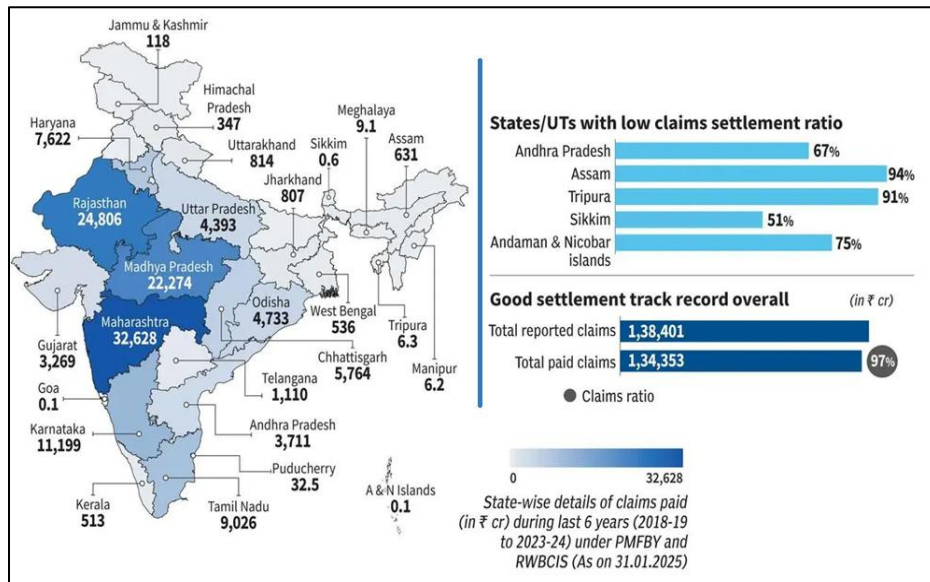 Jammu & Kashmir
118
Himachal
Pradesh
347
Haryana
7,622
Uttarakhand
814
Sikkim
0.6
Meghalaya
9.1
Assam
631
Jharkhand
807
Rajasthan
24,806
Uttar Pradesh
4,393
Madhya Pradesh
22,274
Maharashtra
32,628
Odisha
4,733
West Bengal
536
Tripura
6.3
Manipur
6.2
Gujarat
3,269
Chhattisgarh
5,764
Goa
0.1
Telangana
1,110
Karnataka
11,199
Andhra Pradesh
3,711
Puducherry
32.5
Kerala
513
Tamil Nadu
9,026
A & N Islands
0.1
States/UTs with low claims settlement ratio
Andhra Pradesh 67%
Assam 94%
Tripura 91%
Sikkim 51%
Andaman & Nicobar
islands 75%
Good settlement track record overall (in ₹ cr)
Total reported claims 1,38,401
Total paid claims 1,34,353 97%
Claims ratio
0 32,628
State-wise details of claims paid
(in ₹ cr) during last 6 years (2018-19
to 2023-24) under PMFBY and
RWBCIS (As on 31.01.2025)